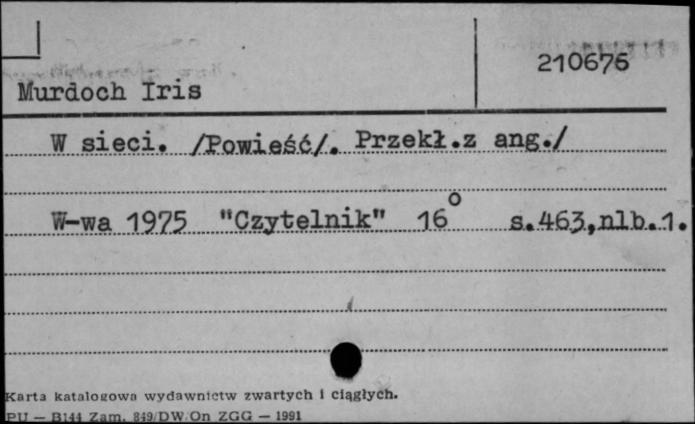 210676
Murdoch Iris
W sieci. /Powieść/. Przekł.z ang./
W-wa 1975 "Czytelnik" 16° s.463,nlb.1.
Karta katalogowa wydawnictw zwartych i ciągłych.
PU — B144 Zam. 849/DW/On ZGG — 1991